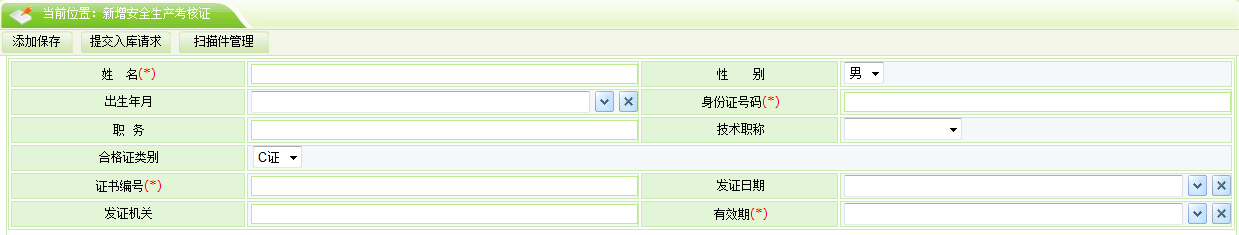 当前位置：新增安全生产考核证
添加保存 提交入库请求 扫描件管理
姓 名(*) 性 别 男
出生年月 身份证号码(*)
职 务 技术职称
合格证类别 C证
证书编号(*) 发证日期
发证机关 有效期(*)